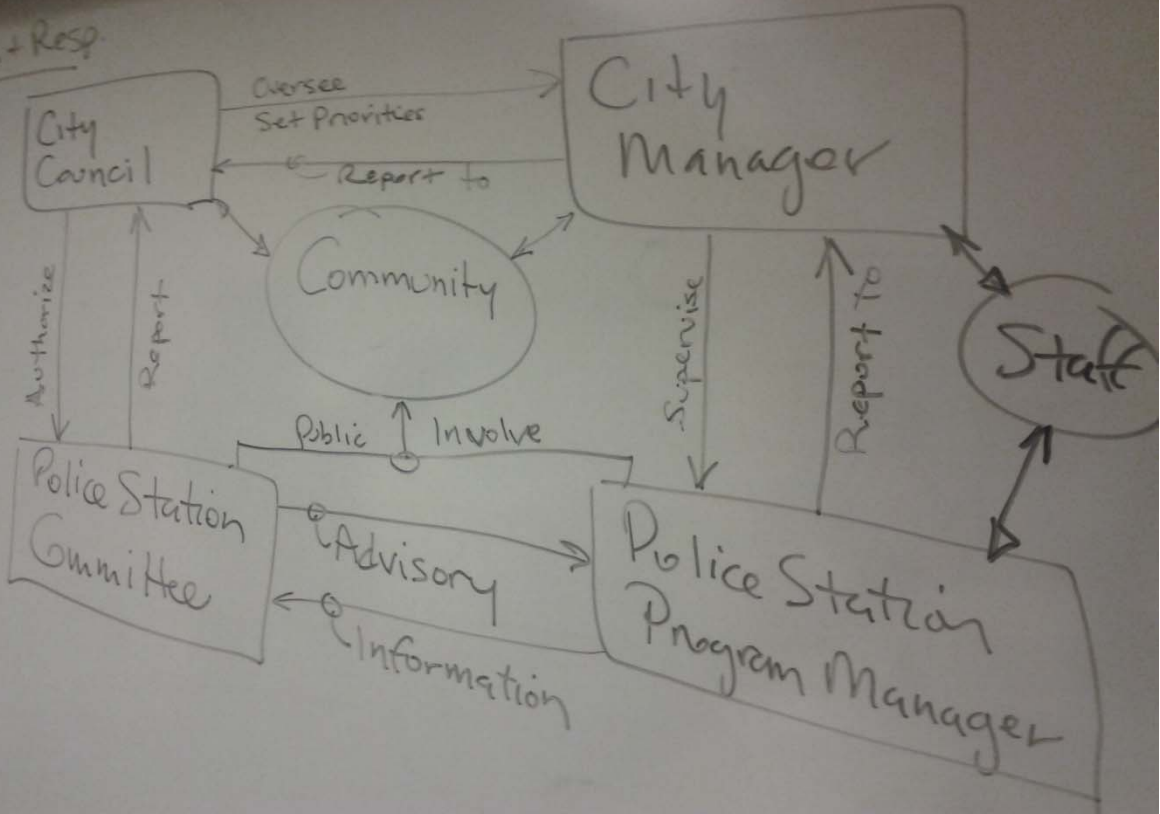 + Resp.
City
Council
Oversee
Set Priorities
Report to
City
Manager
Community
Authorize
Report
Supervise
Report to
Staff
Public Involve
Police Station
Committee
Advisory
Information
Police Station
Program Manager